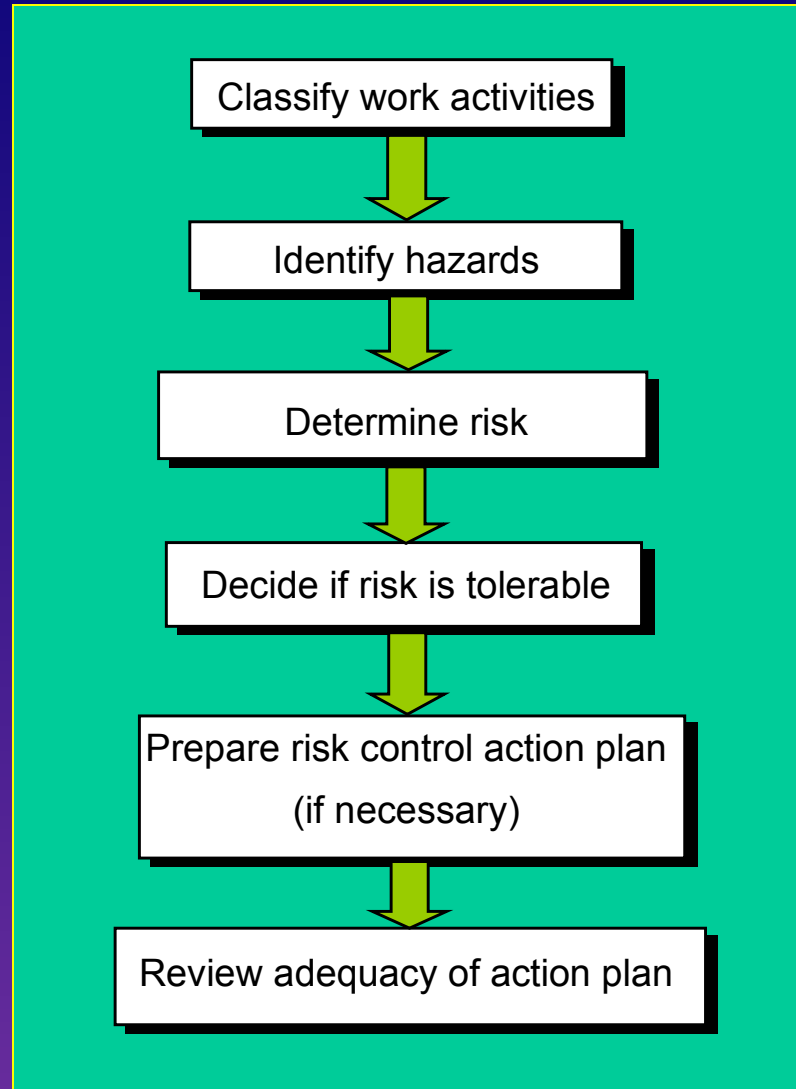 Classify work activities
Identify hazards
Determine risk
Decide if risk is tolerable
Prepare risk control action plan
(if necessary)
Review adequacy of action plan